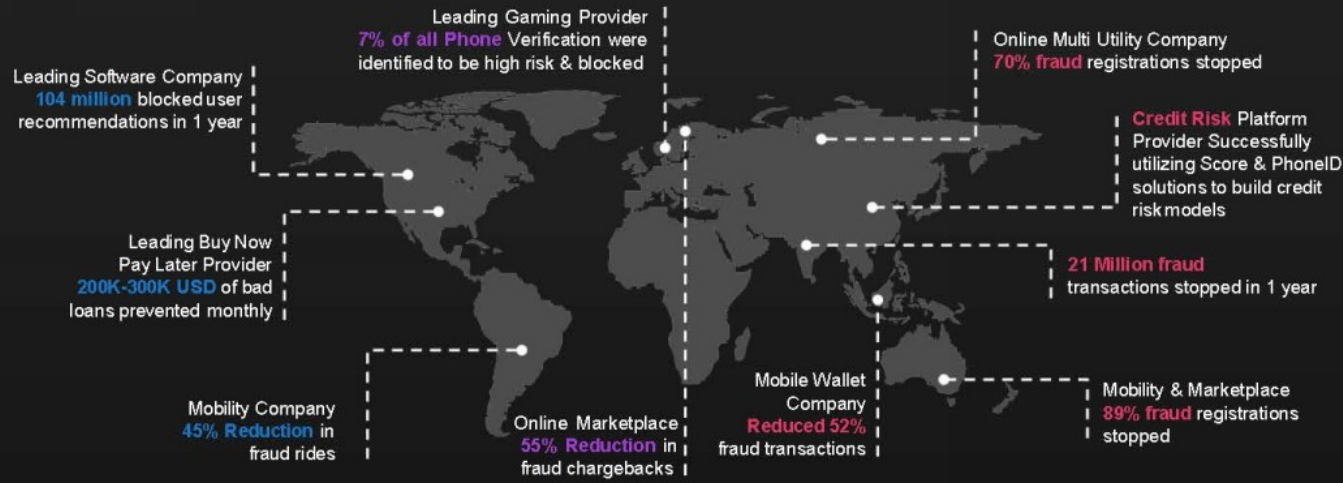 Leading Gaming Provider
7% of all Phone Verification were
identified to be high risk & blocked
Online Multi Utility Company
70% fraud registrations stopped
Leading Software Company
104 million blocked user
recommendations in 1 year
Credit Risk Platform
Provider Successfully
utilizing Score & PhoneID
solutions to build credit
risk models
Leading Buy Now
Pay Later Provider
200K-300K USD of bad
loans prevented monthly
21 Million fraud
transactions stopped in 1 year
Mobility Company
45% Reduction in
fraud rides
Online Marketplace
55% Reduction in
fraud chargebacks
Mobile Wallet
Company
Reduced 52%
fraud transactions
Mobility & Marketplace
89% fraud registrations
stopped